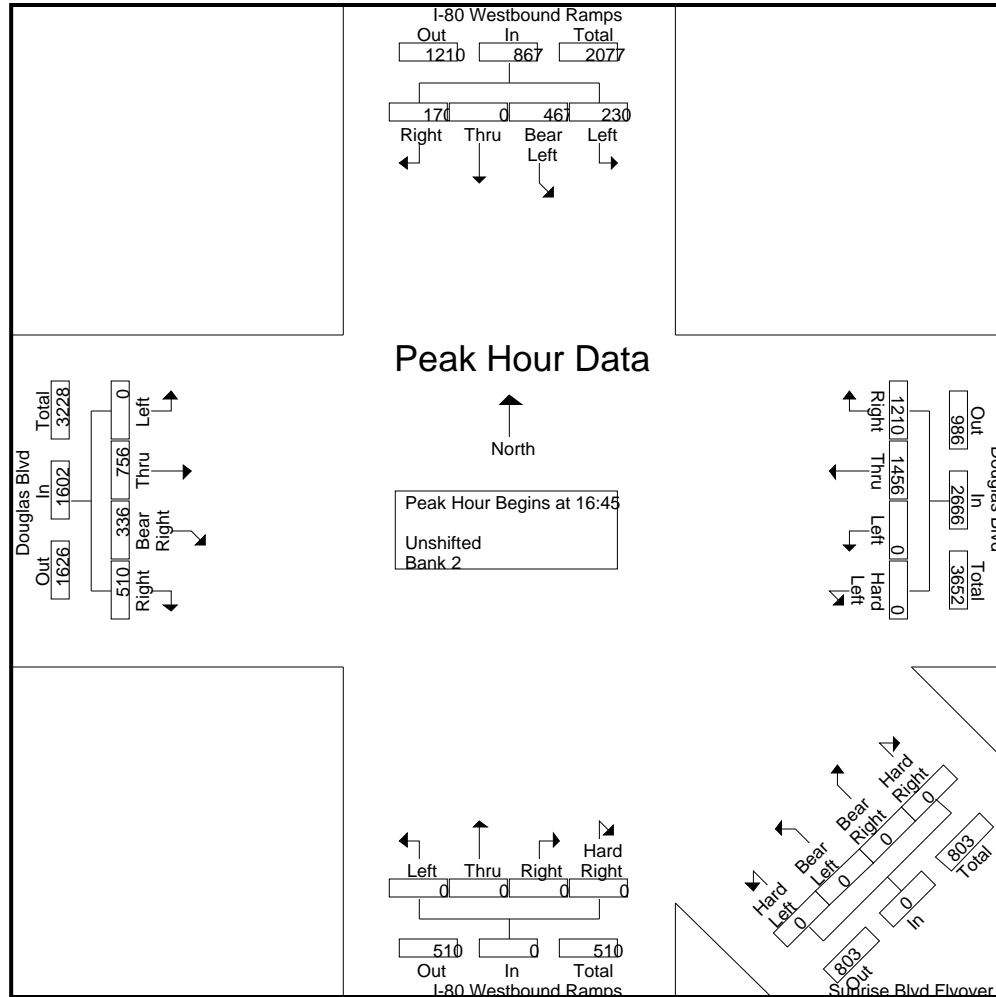 I-80 Westbound Ramps
Out In Total
1210 867 2077
170 0 467 230
Right Thru Bear Left Left
Peak Hour Data
North
Peak Hour Begins at 16:45
Unshifted
Bank 2
Douglas Blvd
Total In Out
3228 1602 1626
0 756 336 510
Left Thru Bear Right Right
Douglas Blvd
Out In Total
986 2666 3652
1210 1456 0 0
Right Thru Left Hard Left
Left Thru Right Hard Right
0 0 0 0
510 0 510
Out In Total
I-80 Westbound Ramps
Hard Left Bear Left Bear Right Hard Right
0 0 0 0
803 0 803
Out In Total
Sunrise Blvd Flyover